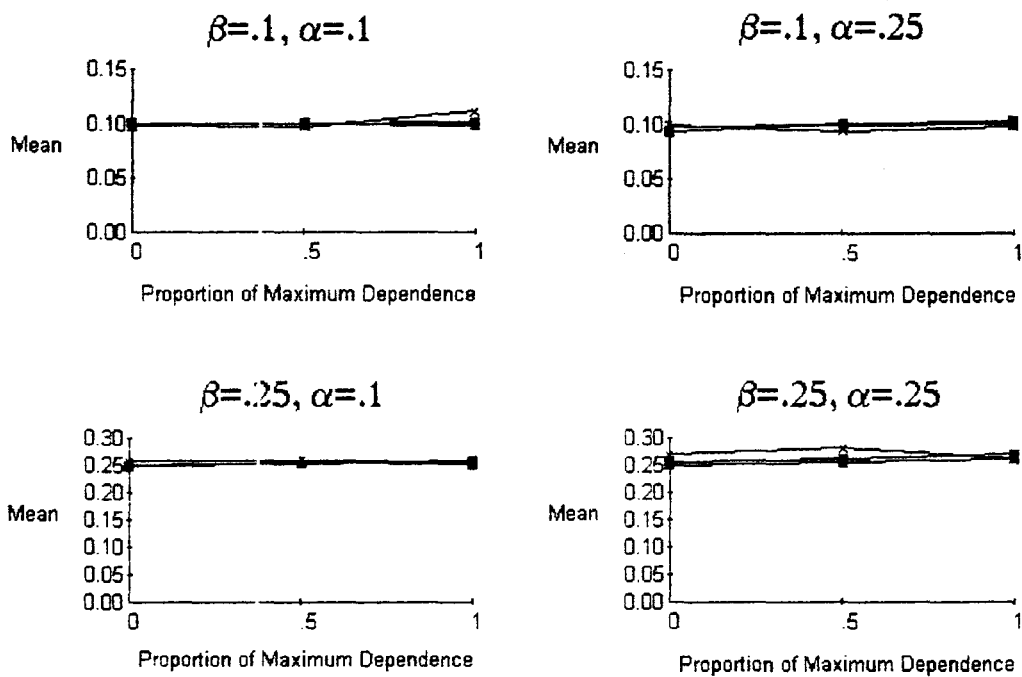 β=.1, α=.1
0.15
0.10
Mean
0.05
0.00
0
.5
1
Proportion of Maximum Dependence
β=.1, α=.25
0.15
0.10
Mean
0.05
0.00
0
.5
1
Proportion of Maximum Dependence
β=.25, α=.1
0.30
0.25
0.20
Mean
0.15
0.10
0.05
0.00
0
.5
1
Proportion of Maximum Dependence
β=.25, α=.25
0.30
0.25
0.20
Mean
0.15
0.10
0.05
0.00
0
.5
1
Proportion of Maximum Dependence